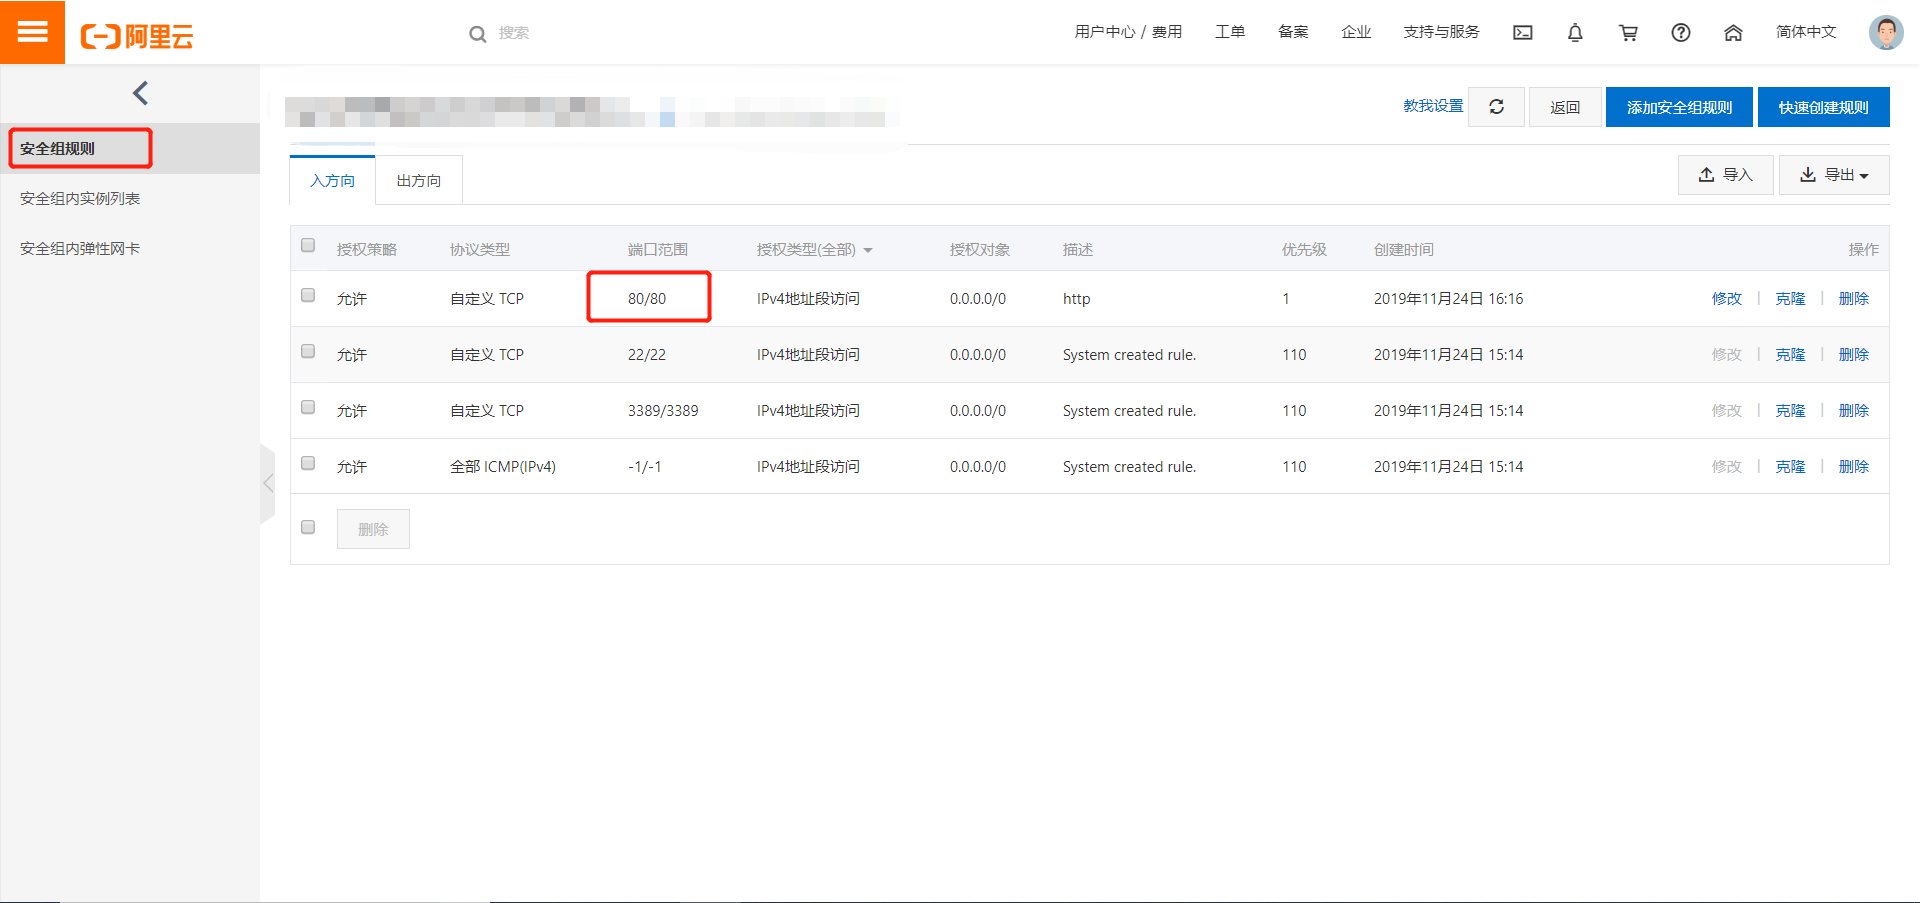 阿里云
搜索
用户中心 / 费用 工单 备案 企业 支持与服务 简体中文
教我设置 返回 添加安全组规则 快速创建规则
安全组规则
安全组内实例列表
安全组内弹性网卡
入方向 出方向 导入 导出
授权策略 协议类型 端口范围 授权类型(全部) 授权对象 描述 优先级 创建时间 操作
允许 自定义 TCP 80/80 IPv4地址段访问 0.0.0.0/0 http 1 2019年11月24日 16:16 修改 | 克隆 | 删除
允许 自定义 TCP 22/22 IPv4地址段访问 0.0.0.0/0 System created rule. 110 2019年11月24日 15:14 修改 | 克隆 | 删除
允许 自定义 TCP 3389/3389 IPv4地址段访问 0.0.0.0/0 System created rule. 110 2019年11月24日 15:14 修改 | 克隆 | 删除
允许 全部 ICMP(IPv4) -1/-1 IPv4地址段访问 0.0.0.0/0 System created rule. 110 2019年11月24日 15:14 修改 | 克隆 | 删除
删除